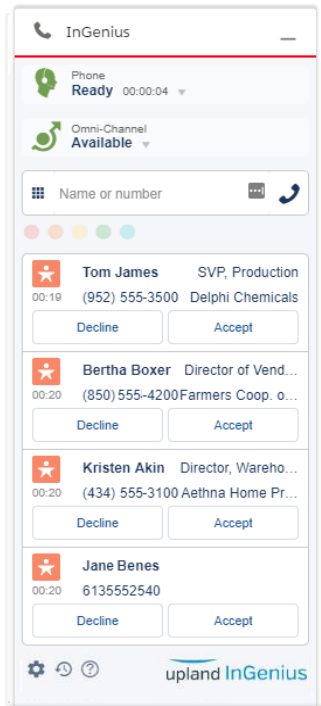 InGenius
Phone
Ready 00:00:04
Omni-Channel
Available
Name or number
Tom James SVP, Production
00:19 (952) 555-3500 Delphi Chemicals
Decline Accept
Bertha Boxer Director of Vend...
00:20 (850) 555-4200 Farmers Coop. o...
Decline Accept
Kristen Akin Director, Wareho...
00:20 (434) 555-3100 Aethna Home Pr...
Decline Accept
Jane Benes
00:20 6135552540
Decline Accept
upland InGenius